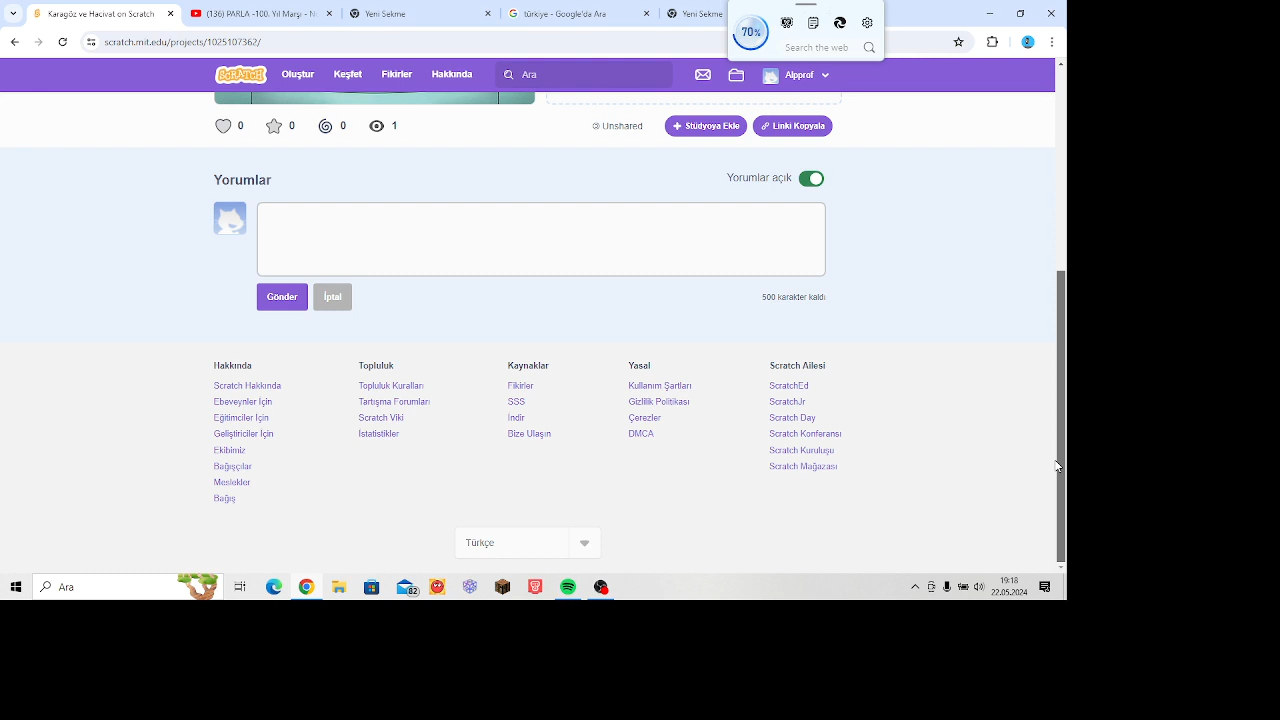 Karagöz ve Hacivat on Scratch
(136) PARLA -100. Yıl Marşı - N
Yeni Sekme
türkiye - Google'da Ara
Yeni Sekme
70%
Search the web
scratch.mit.edu/projects/1025107362/
SCRATCH
Oluştur
Keşfet
Fikirler
Hakkında
Ara
Alpprof
0
0
0
1
Unshared
Stüdyoya Ekle
Linki Kopyala
Yorumlar
Yorumlar açık
Gönder
İptal
500 karakter kaldı
Hakkında
Scratch Hakkında
Ebeveynler İçin
Eğitimciler İçin
Geliştiriciler İçin
Ekibimiz
Bağışçılar
Meslekler
Bağış
Topluluk
Topluluk Kuralları
Tartışma Forumları
Scratch Viki
İstatistikler
Kaynaklar
Fikirler
SSS
İndir
Bize Ulaşın
Yasal
Kullanım Şartları
Gizlilik Politikası
Çerezler
DMCA
Scratch Ailesi
ScratchEd
ScratchJr
Scratch Day
Scratch Konferansı
Scratch Kuruluşu
Scratch Mağazası
Türkçe
Ara
82
19:18
22.05.2024